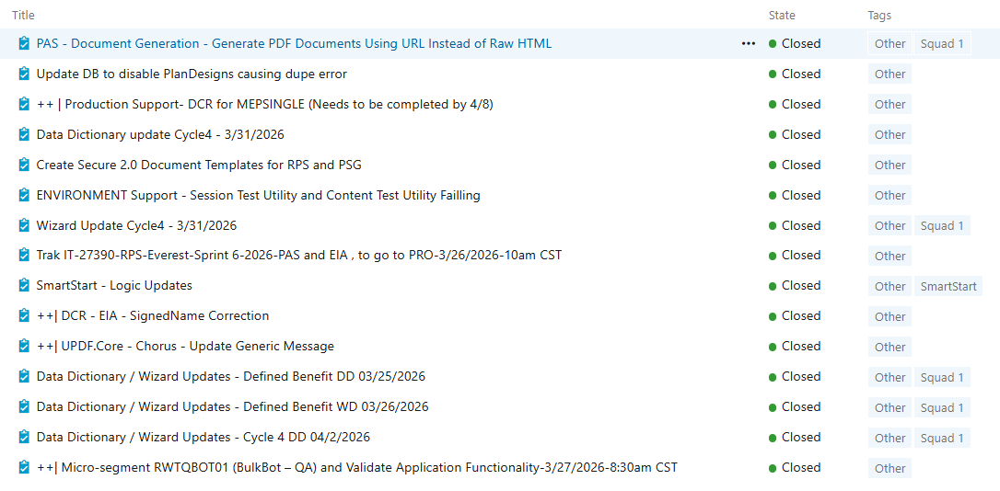 Title State Tags
PAS - Document Generation - Generate PDF Documents Using URL Instead of Raw HTML ••• Closed Other Squad 1
Update DB to disable PlanDesigns causing dupe error Closed Other
++ | Production Support- DCR for MEPSINGLE (Needs to be completed by 4/8) Closed Other
Data Dictionary update Cycle4 - 3/31/2026 Closed Other
Create Secure 2.0 Document Templates for RPS and PSG Closed Other
ENVIRONMENT Support - Session Test Utility and Content Test Utility Failling Closed Other
Wizard Update Cycle4 - 3/31/2026 Closed Other Squad 1
Trak IT-27390-RPS-Everest-Sprint 6-2026-PAS and EIA , to go to PRO-3/26/2026-10am CST Closed Other
SmartStart - Logic Updates Closed Other SmartStart
++| DCR - EIA - SignedName Correction Closed Other
++| UPDF.Core - Chorus - Update Generic Message Closed Other
Data Dictionary / Wizard Updates - Defined Benefit DD 03/25/2026 Closed Other Squad 1
Data Dictionary / Wizard Updates - Defined Benefit WD 03/26/2026 Closed Other Squad 1
Data Dictionary / Wizard Updates - Cycle 4 DD 04/2/2026 Closed Other Squad 1
++| Micro-segment RWTQBOT01 (BulkBot – QA) and Validate Application Functionality-3/27/2026-8:30am CST Closed Other